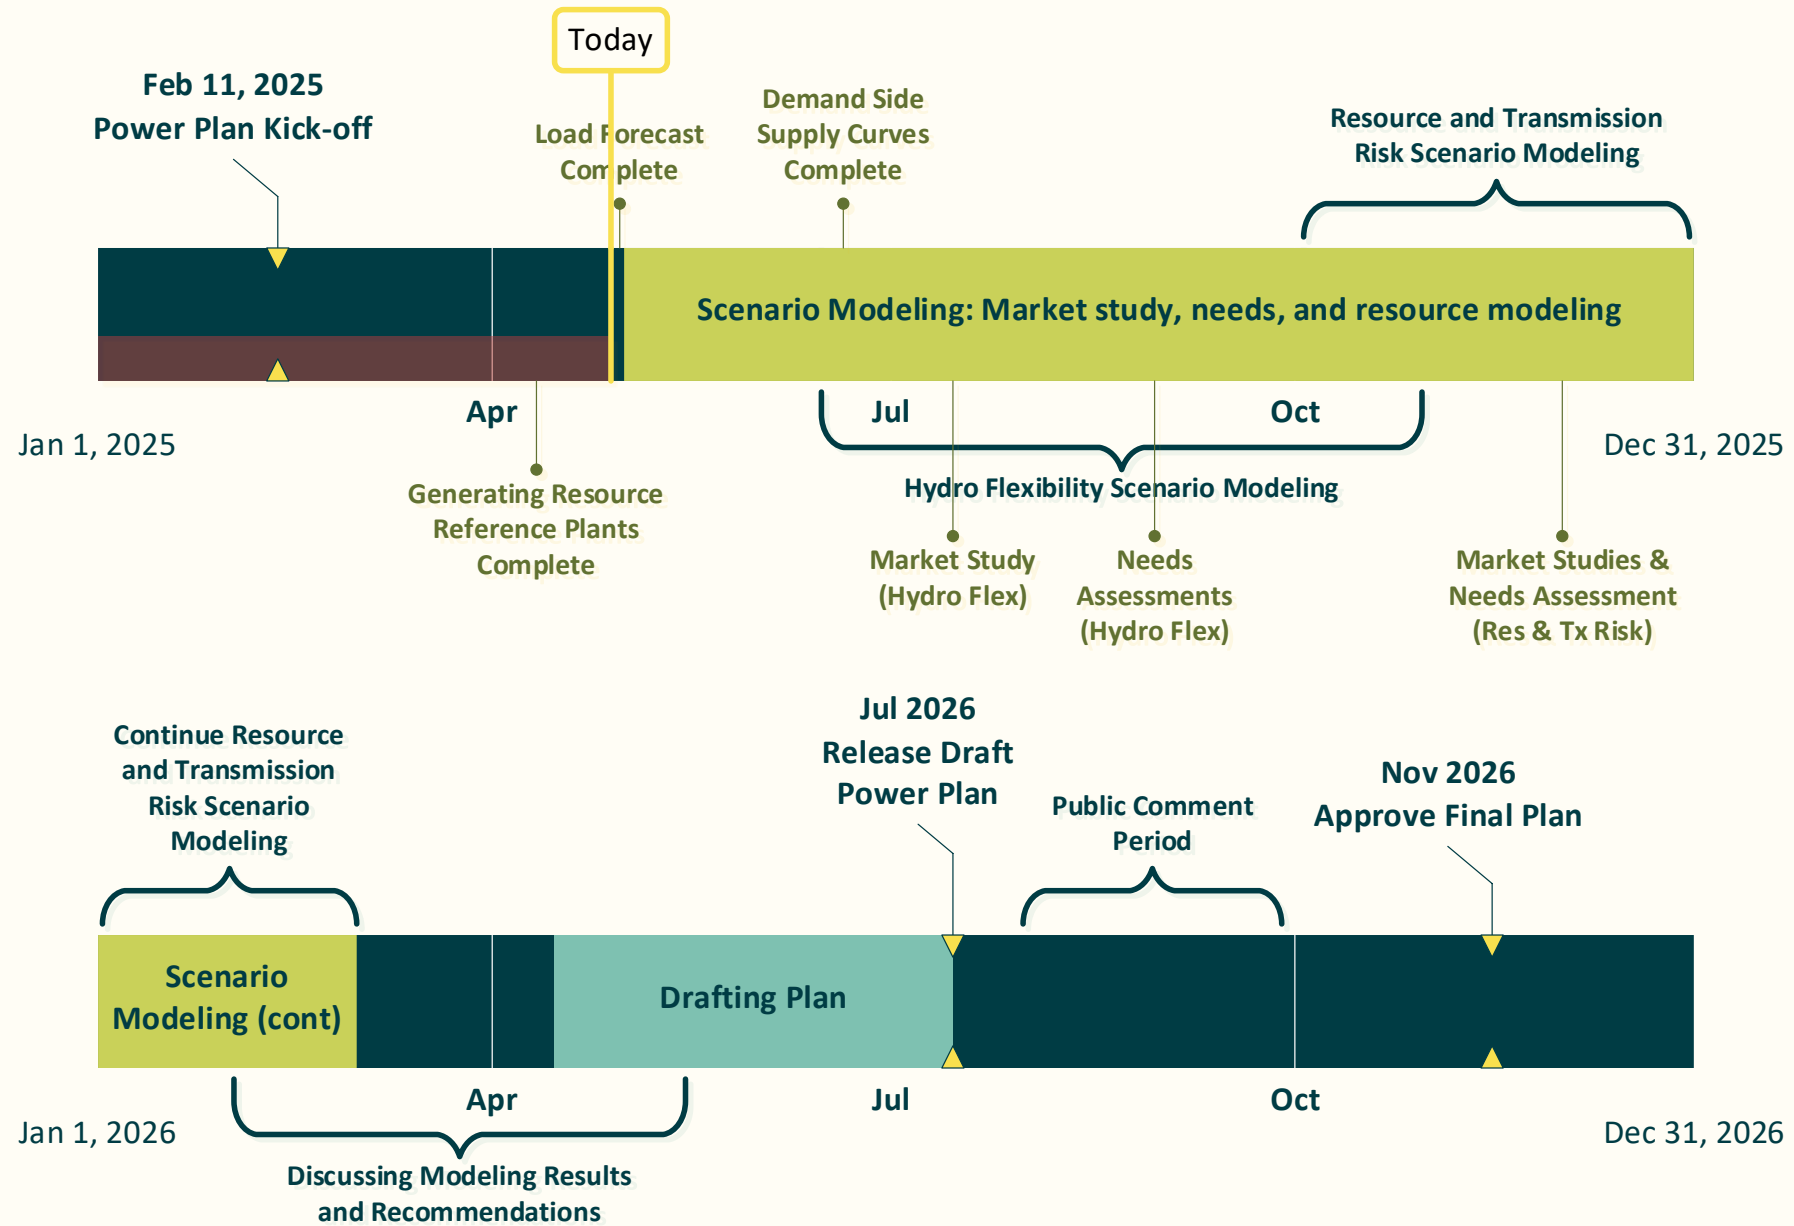 Today
Feb 11, 2025
Power Plan Kick-off
Load Forecast
Complete
Demand Side
Supply Curves
Complete
Resource and Transmission
Risk Scenario Modeling
Scenario Modeling: Market study, needs, and resource modeling
Apr
Jul
Oct
Jan 1, 2025
Dec 31, 2025
Hydro Flexibility Scenario Modeling
Generating Resource
Reference Plants
Complete
Market Study
(Hydro Flex)
Needs
Assessments
(Hydro Flex)
Market Studies &
Needs Assessment
(Res & Tx Risk)
Continue Resource
and Transmission
Risk Scenario
Modeling
Jul 2026
Release Draft
Power Plan
Public Comment
Period
Nov 2026
Approve Final Plan
Scenario
Modeling (cont)
Drafting Plan
Apr
Jul
Oct
Jan 1, 2026
Dec 31, 2026
Discussing Modeling Results
and Recommendations